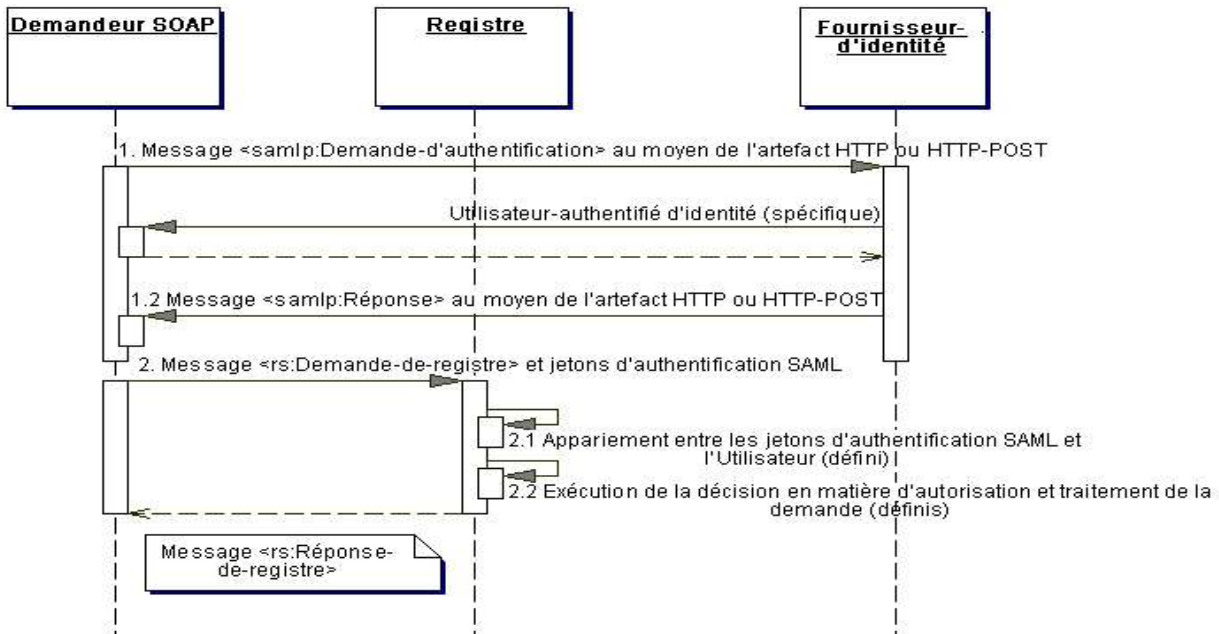 Demandeur SOAP
Registre
Fournisseur-
d'identité
1. Message <samlp:Demande-d'authentification> au moyen de l'artefact HTTP ou HTTP-POST
Utilisateur-authentifié d'identité (spécifique)
1.2 Message <samlp:Réponse> au moyen de l'artefact HTTP ou HTTP-POST
2. Message <rs:Demande-de-registre> et jetons d'authentification SAML
2.1 Appariement entre les jetons d'authentification SAML et
l'Utilisateur (défini)
2.2 Exécution de la décision en matière d'autorisation et traitement de la
demande (définis)
Message <rs:Réponse-
de-registre>